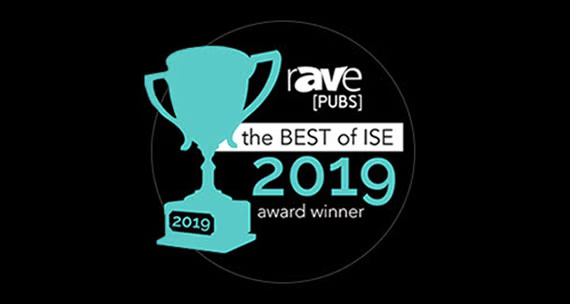 rAVe
[PUBS]
the BEST of ISE
2019
award winner
2019